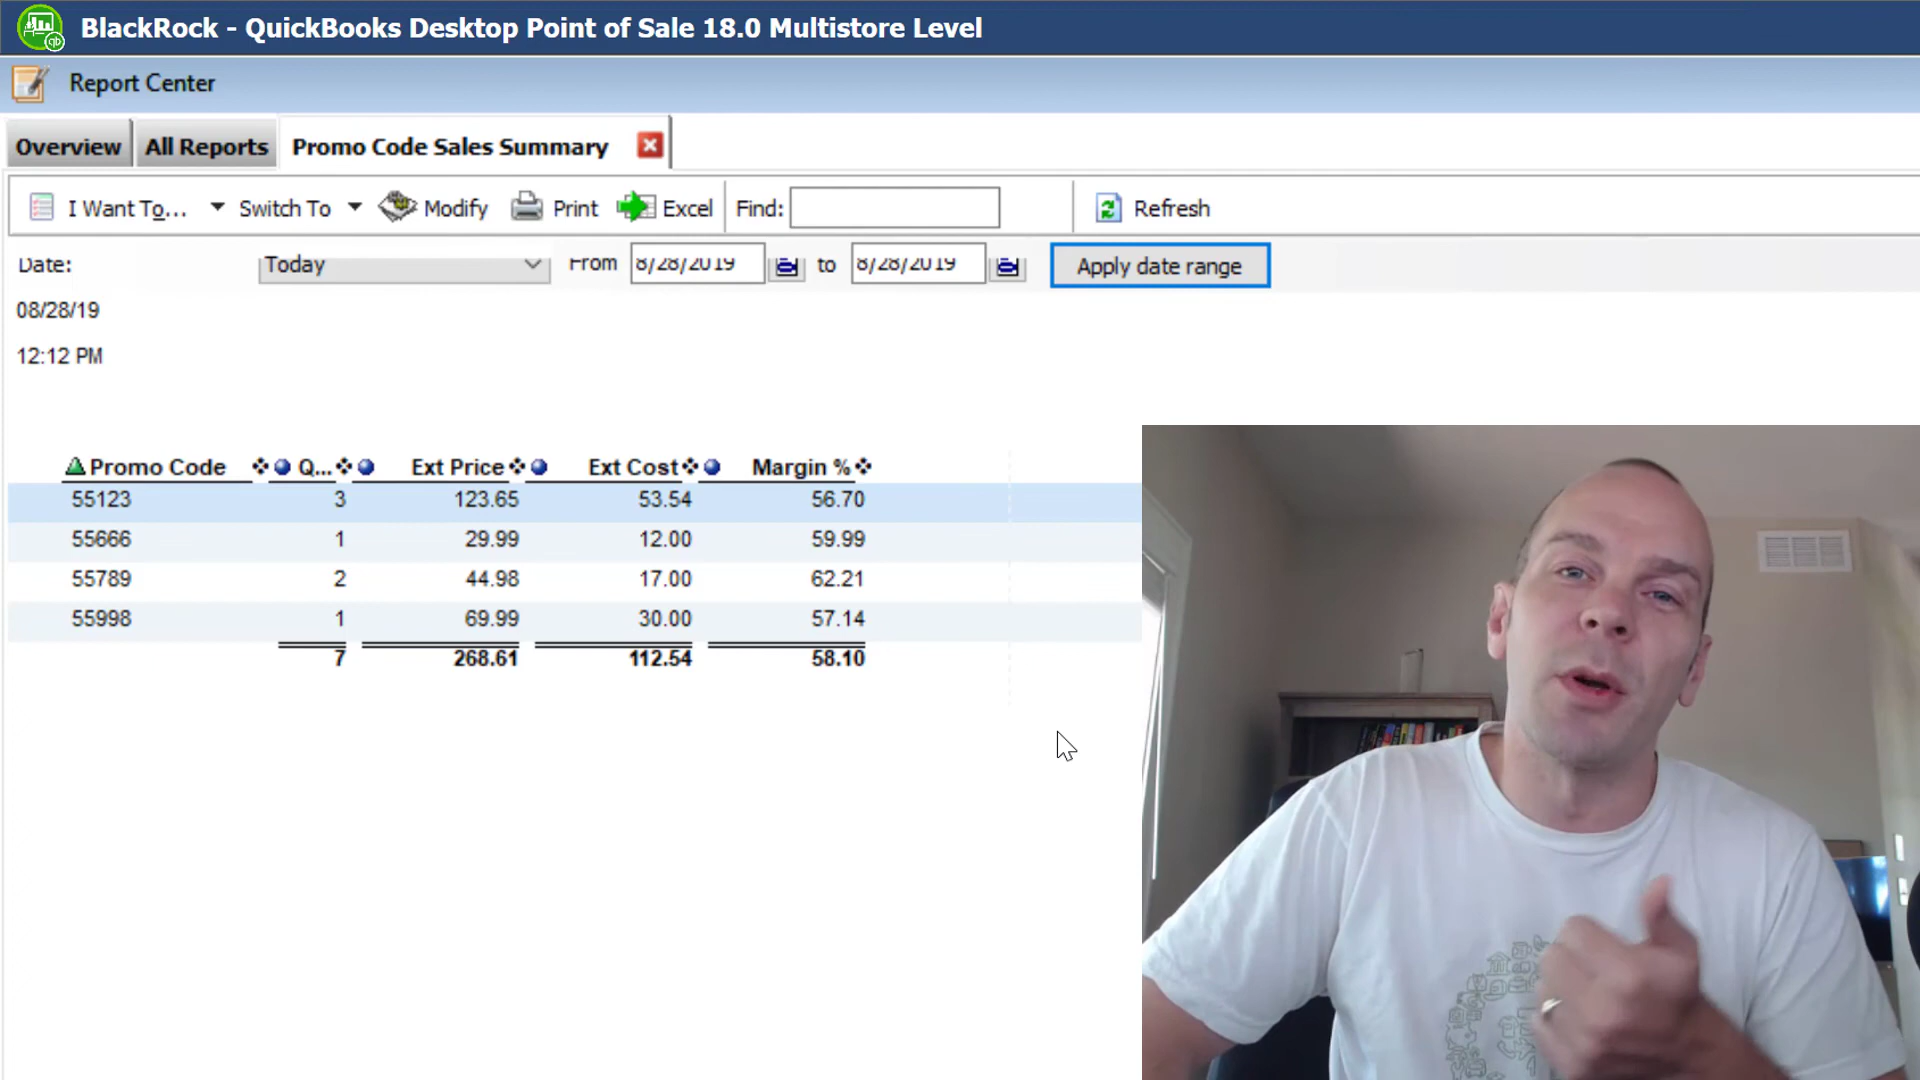 BlackRock - QuickBooks Desktop Point of Sale 18.0 Multistore Level
Report Center
Overview All Reports Promo Code Sales Summary
I Want To... Switch To Modify Print Excel Find: Refresh
Date: Today From 8/28/2019 to 8/28/2019 Apply date range
08/28/19
12:12 PM
Promo Code Q... Ext Price Ext Cost Margin %
55123 3 123.65 53.54 56.70
55666 1 29.99 12.00 59.99
55789 2 44.98 17.00 62.21
55998 1 69.99 30.00 57.14
7 268.61 112.54 58.10